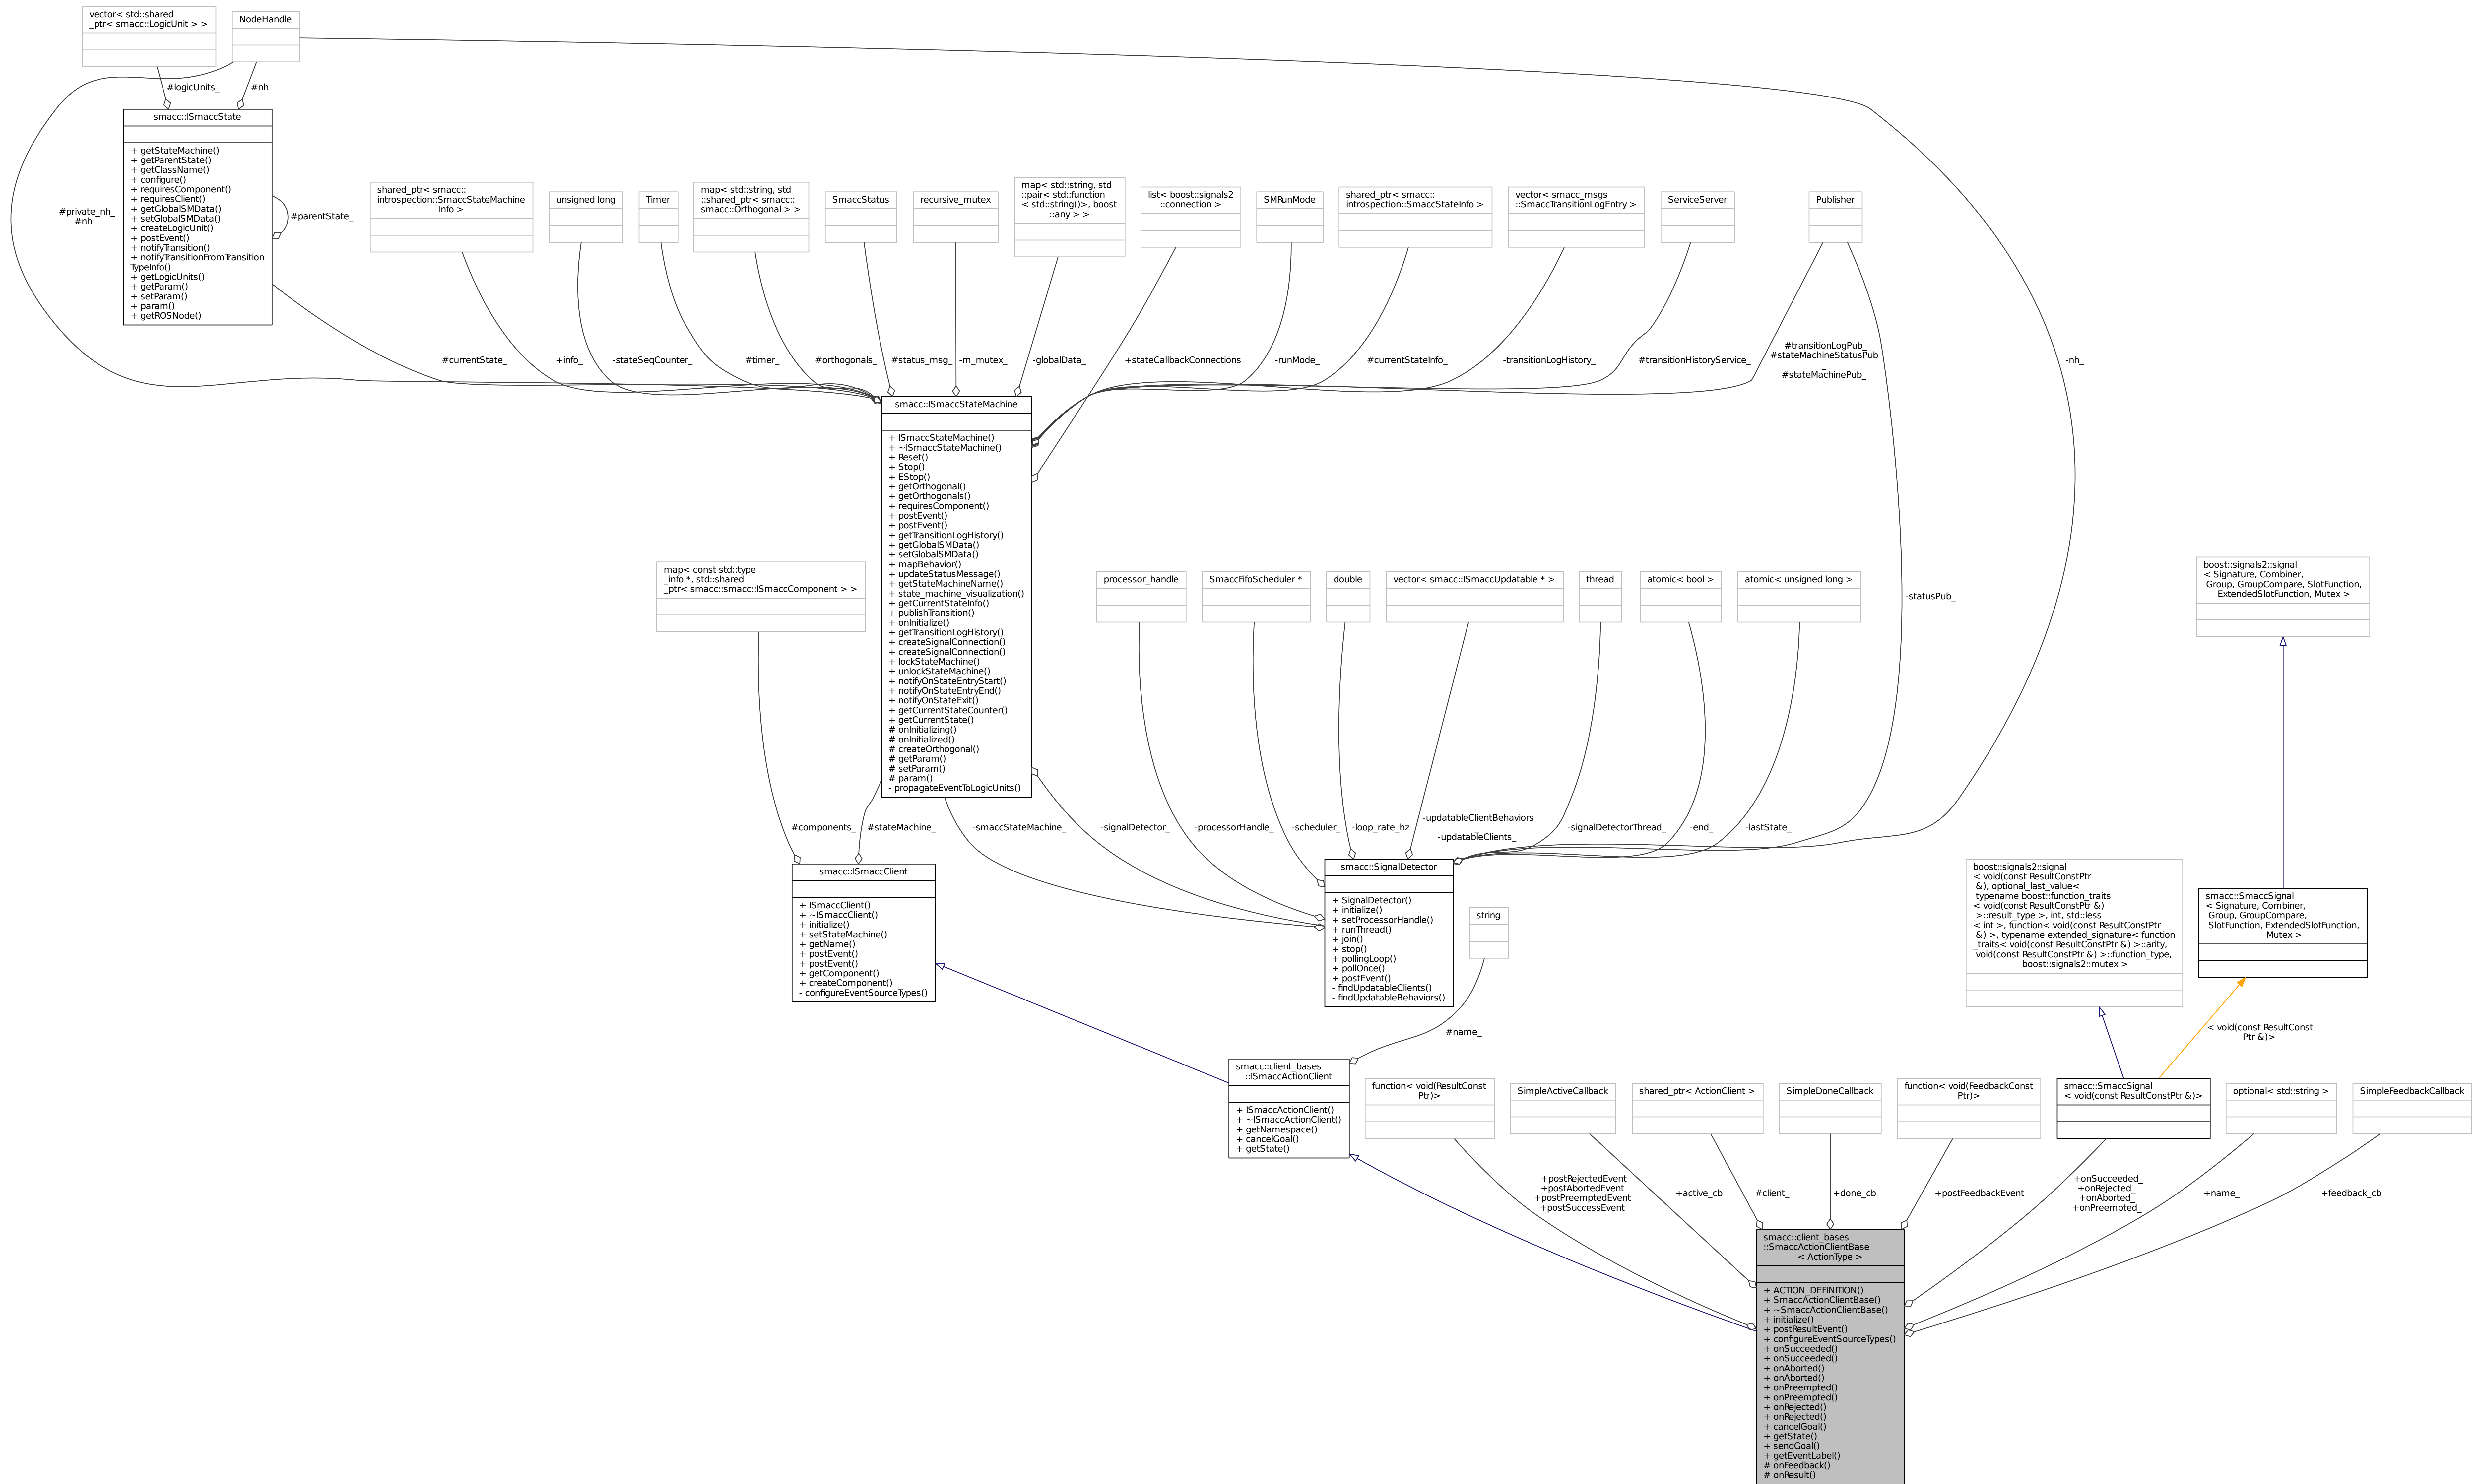 vector< std::shared
_ptr< smacc::LogicUnit > >
NodeHandle
#logicUnits_
#nh
smacc::ISmaccState
+ getStateMachine()
+ getParentState()
+ getClassName()
+ configure()
+ requiresComponent()
+ requiresClient()
+ getGlobalSMData()
+ setGlobalSMData()
+ createLogicUnit()
+ postEvent()
+ notifyTransition()
+ notifyTransitionFromTransition
TypeInfo()
+ getLogicUnits()
+ getParam()
+ setParam()
+ param()
+ getROSNode()
#private_nh_
#nh_
#parentState_
shared_ptr< smacc::
introspection::SmaccStateMachine
Info >
unsigned long
Timer
map< std::string, std
::shared_ptr< smacc::
smacc::Orthogonal > >
SmaccStatus
recursive_mutex
map< std::string, std
::pair< std::function
< std::string()>, boost
::any > >
list< boost::signals2
::connection >
SMRunMode
shared_ptr< smacc::
introspection::SmaccStateInfo >
vector< smacc_msgs
::SmaccTransitionLogEntry >
ServiceServer
Publisher
#currentState_
+info_
-stateSeqCounter_
#timer_
#orthogonals_
#status_msg_
-m_mutex_
-globalData_
+stateCallbackConnections
-runMode_
#currentStateInfo_
-transitionLogHistory_
#transitionHistoryService_
#transitionLogPub_
#stateMachineStatusPub
_
#stateMachinePub_
-nh_
smacc::ISmaccStateMachine
+ ISmaccStateMachine()
+ ~ISmaccStateMachine()
+ Reset()
+ Stop()
+ EStop()
+ getOrthogonal()
+ getOrthogonals()
+ requiresComponent()
+ postEvent()
+ postEvent()
+ getTransitionLogHistory()
+ getGlobalSMData()
+ setGlobalSMData()
+ mapBehavior()
+ updateStatusMessage()
+ getStateMachineName()
+ state_machine_visualization()
+ getCurrentStateInfo()
+ publishTransition()
+ onInitialize()
+ getTransitionLogHistory()
+ createSignalConnection()
+ createSignalConnection()
+ lockStateMachine()
+ unlockStateMachine()
+ notifyOnStateEntryStart()
+ notifyOnStateEntryEnd()
+ notifyOnStateExit()
+ getCurrentStateCounter()
+ getCurrentState()
# onInitializing()
# onInitialized()
# createOrthogonal()
# getParam()
# setParam()
# param()
- propagateEventToLogicUnits()
map< const std::type
_info *, std::shared
_ptr< smacc::smacc::ISmaccComponent > >
processor_handle
SmaccFifoScheduler *
double
vector< smacc::ISmaccUpdatable * >
thread
atomic< bool >
atomic< unsigned long >
-statusPub_
boost::signals2::signal
< Signature, Combiner,
Group, GroupCompare, SlotFunction,
ExtendedSlotFunction, Mutex >
#components_
#stateMachine_
-smaccStateMachine_
-signalDetector_
-processorHandle_
-scheduler_
-loop_rate_hz
-updatableClientBehaviors
_
-updatableClients_
-signalDetectorThread_
-end_
-lastState_
smacc::ISmaccClient
+ ISmaccClient()
+ ~ISmaccClient()
+ initialize()
+ setStateMachine()
+ getName()
+ postEvent()
+ postEvent()
+ getComponent()
+ createComponent()
- configureEventSourceTypes()
smacc::SignalDetector
+ SignalDetector()
+ initialize()
+ setProcessorHandle()
+ runThread()
+ join()
+ stop()
+ pollingLoop()
+ pollOnce()
+ postEvent()
- findUpdatableClients()
- findUpdatableBehaviors()
string
boost::signals2::signal
< void(const ResultConstPtr
&), optional_last_value<
typename boost::function_traits
< void(const ResultConstPtr &)
>::result_type >, int, std::less
< int >, function< void(const ResultConstPtr
&) >, typename extended_signature< function
_traits< void(const ResultConstPtr &) >::arity,
void(const ResultConstPtr &) >::function_type,
boost::signals2::mutex >
smacc::SmaccSignal
< Signature, Combiner,
Group, GroupCompare,
SlotFunction, ExtendedSlotFunction,
Mutex >
#name_
< void(const ResultConst
Ptr &)>
smacc::client_bases
::ISmaccActionClient
+ ISmaccActionClient()
+ ~ISmaccActionClient()
+ getNamespace()
+ cancelGoal()
+ getState()
function< void(ResultConst
Ptr)>
SimpleActiveCallback
shared_ptr< ActionClient >
SimpleDoneCallback
function< void(FeedbackConst
Ptr)>
smacc::SmaccSignal
< void(const ResultConstPtr &)>
optional< std::string >
SimpleFeedbackCallback
+postRejectedEvent
+postAbortedEvent
+postPreemptedEvent
+postSuccessEvent
+active_cb
#client_
+done_cb
+postFeedbackEvent
+onSucceeded_
+onRejected_
+onAborted_
+onPreempted_
+name_
+feedback_cb
smacc::client_bases
::SmaccActionClientBase
< ActionType >
+ ACTION_DEFINITION()
+ SmaccActionClientBase()
+ ~SmaccActionClientBase()
+ initialize()
+ postResultEvent()
+ configureEventSourceTypes()
+ onSucceeded()
+ onSucceeded()
+ onAborted()
+ onAborted()
+ onPreempted()
+ onPreempted()
+ onRejected()
+ onRejected()
+ cancelGoal()
+ getState()
+ sendGoal()
+ getEventLabel()
# onFeedback()
# onResult()